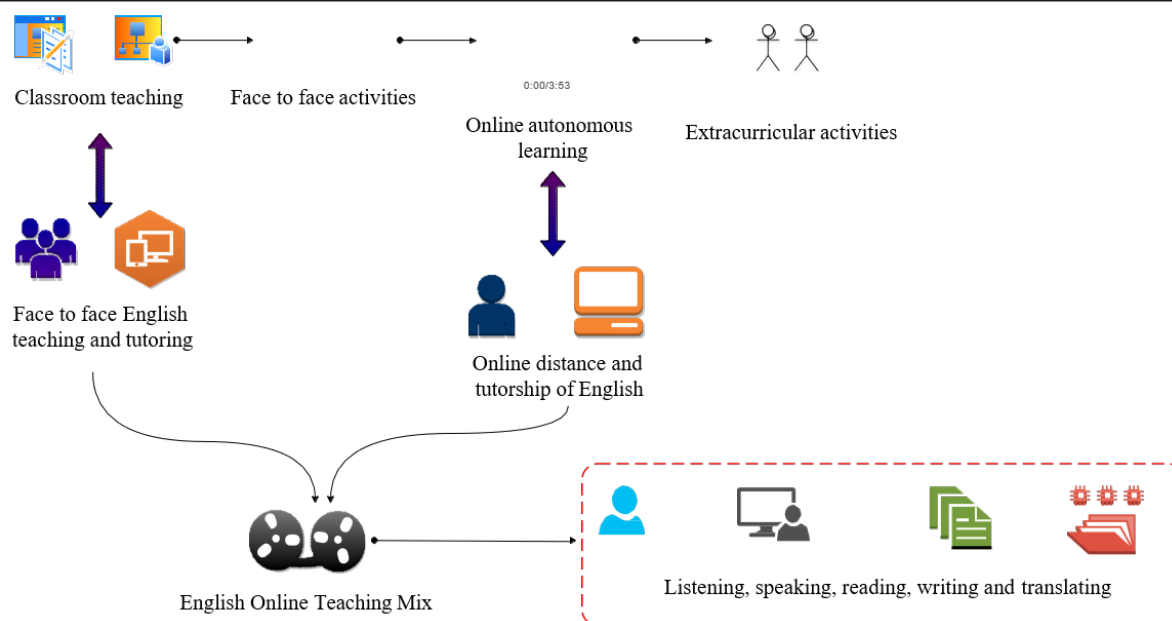 Classroom teaching
Face to face activities
0:00/3:53
Online autonomous
learning
Extracurricular activities
Face to face English
teaching and tutoring
Online distance and
tutorship of English
English Online Teaching Mix
Listening, speaking, reading, writing and translating